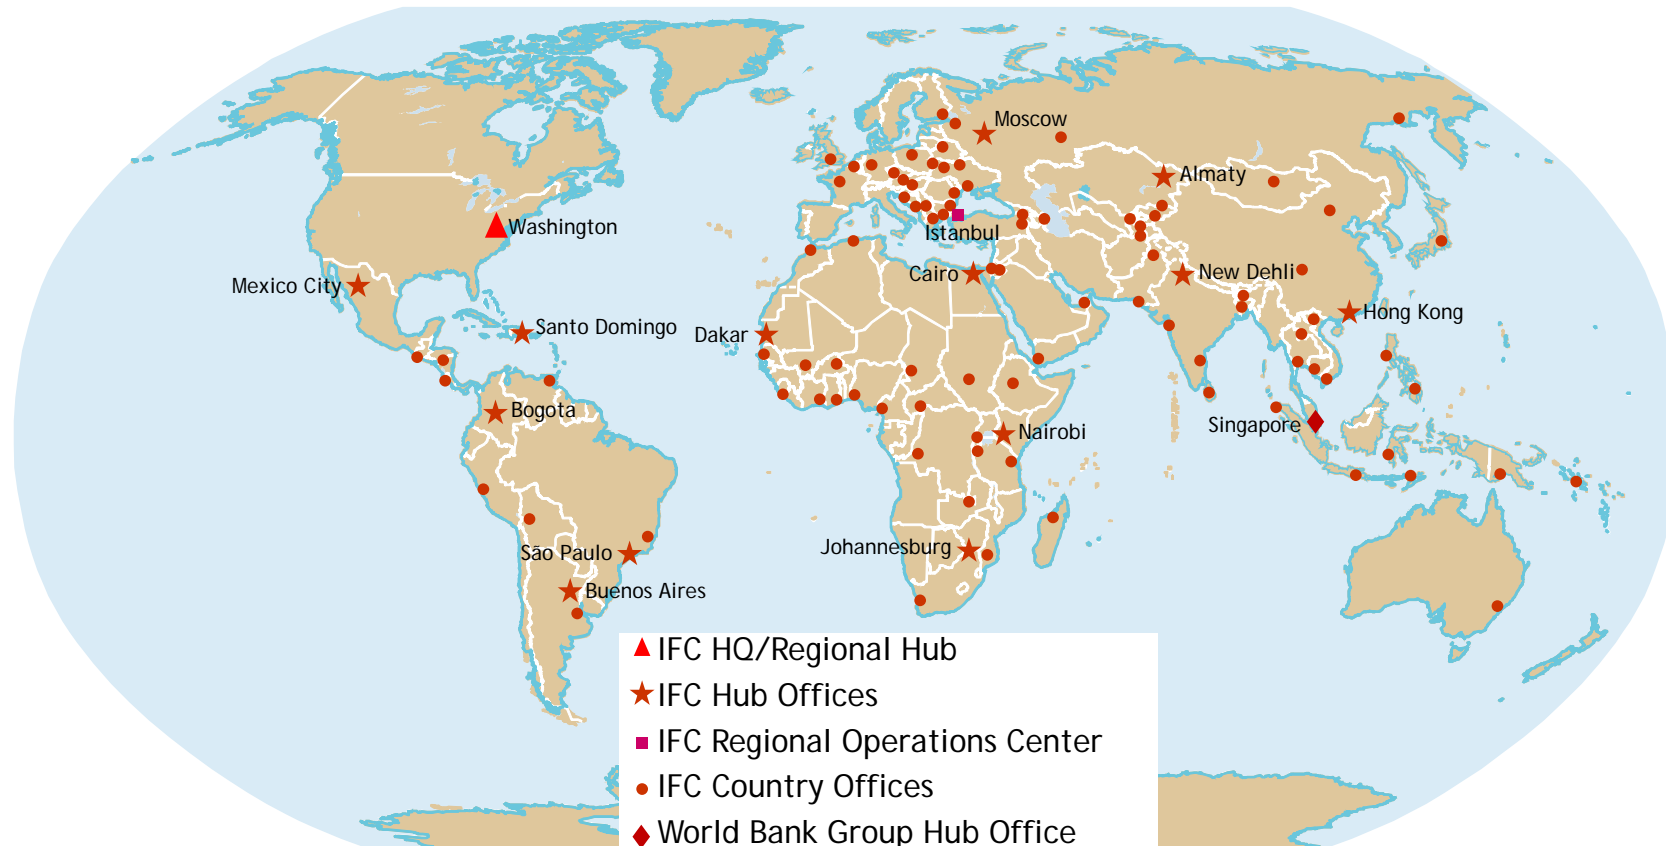 Moscow
Almaty
Washington
Istanbul
Cairo
New Dehli
Mexico City
Santo Domingo
Dakar
Hong Kong
Bogota
Singapore
Nairobi
São Paulo
Johannesburg
Buenos Aires
IFC HQ/Regional Hub
IFC Hub Offices
IFC Regional Operations Center
IFC Country Offices
World Bank Group Hub Office